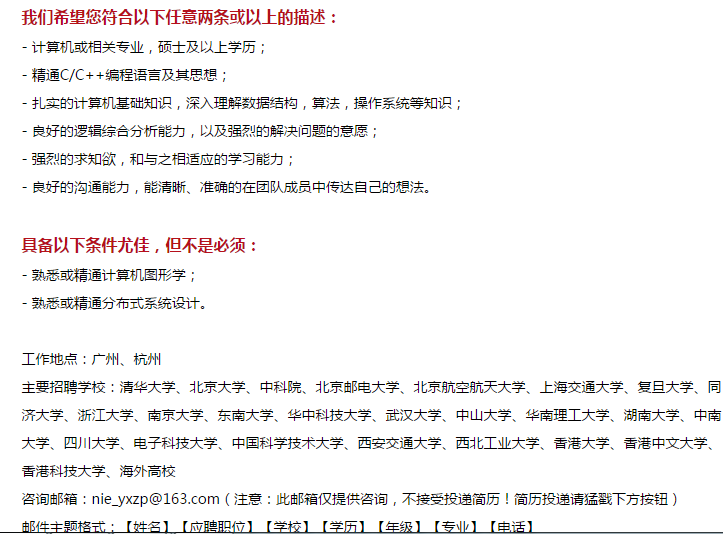 我们希望您符合以下任意两条或以上的描述：
- 计算机或相关专业，硕士及以上学历；
- 精通C/C++编程语言及其思想；
- 扎实的计算机基础知识，深入理解数据结构，算法，操作系统等知识；
- 良好的逻辑综合分析能力，以及强烈的解决问题的意愿；
- 强烈的求知欲，和与之相适应的学习能力；
- 良好的沟通能力，能清晰、准确的在团队成员中传达自己的想法。
具备以下条件尤佳，但不是必须：
- 熟悉或精通计算机图形学；
- 熟悉或精通分布式系统设计。
工作地点：广州、杭州
主要招聘学校：清华大学、北京大学、中科院、北京邮电大学、北京航空航天大学、上海交通大学、复旦大学、同
济大学、浙江大学、南京大学、东南大学、华中科技大学、武汉大学、中山大学、华南理工大学、湖南大学、中南
大学、四川大学、电子科技大学、中国科学技术大学、西安交通大学、西北工业大学、香港大学、香港中文大学、
香港科技大学、海外高校
咨询邮箱：nie_yxzp@163.com（注意：此邮箱仅提供咨询，不接受投递简历！简历投递请猛戳下方按钮）
邮件主题格式：【姓名】【应聘职位】【学校】【学历】【年级】【专业】【电话】